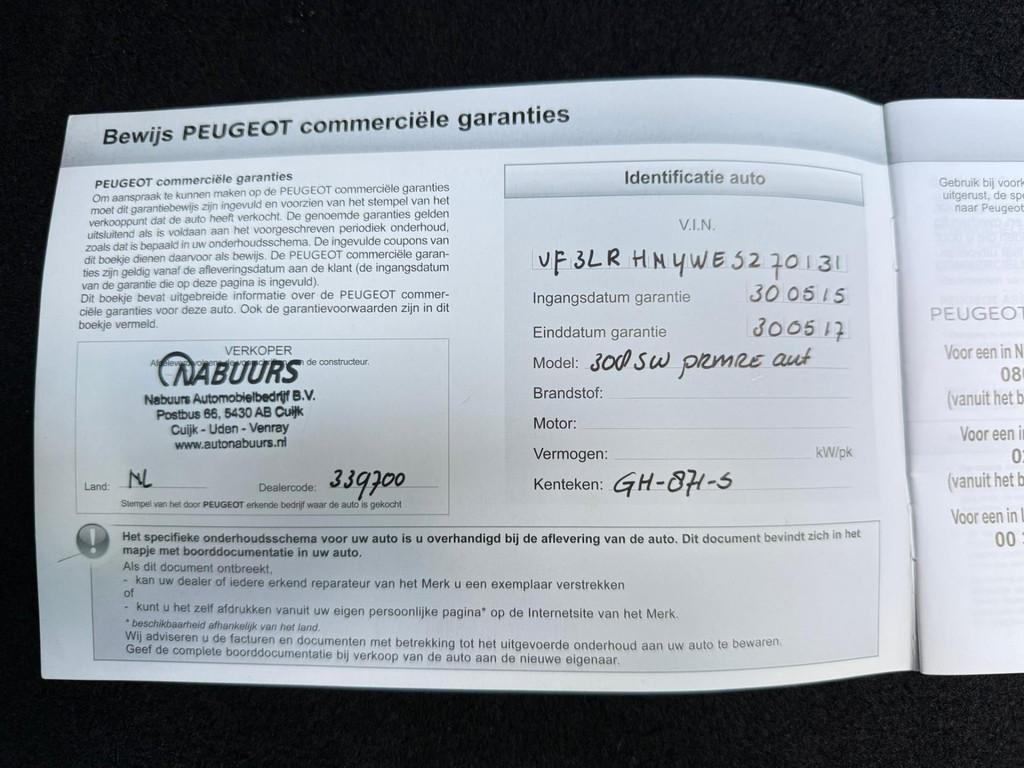 Bewijs PEUGEOT commerciële garanties
PEUGEOT commerciële garanties
Om aanspraak te kunnen maken op de PEUGEOT commerciële garanties
moet dit garantiebewijs zijn ingevuld en voorzien van het stempel van het
verkooppunt dat de auto heeft verkocht. De genoemde garanties gelden
uitsluitend als is voldaan aan het voorgeschreven periodiek onderhoud,
zoals dat is bepaald in uw onderhoudsschema. De ingevulde coupons van
dit boekje dienen daarvoor als bewijs. De PEUGEOT commerciële garan-
ties zijn geldig vanaf de afleveringsdatum aan de klant (de ingangsdatum
van de garantie die op deze pagina is ingevuld).
Dit boekje bevat uitgebreide informatie over de PEUGEOT commer-
ciële garanties voor deze auto. Ook de garantievoorwaarden zijn in dit
boekje vermeld.
VERKOPER
de constructeur.
NABUURS
Nabuurs Automobielbedrijf B.V.
Postbus 66, 5430 AB Cuijk
Cuijk - Uden - Venray
www.autonabuurs.nl
Land: NL Dealercode: 339700
Stempel van het door PEUGEOT erkende bedrijf waar de auto is gekocht
Identificatie auto
V.I.N.
VF3LRHNYWES270131
Ingangsdatum garantie 300515
Einddatum garantie 300517
Model: SW aut
Brandstof:
Motor:
Vermogen: kW/pk
Kenteken: GH-871-S
Het specifieke onderhoudsschema voor uw auto is u overhandigd bij de aflevering van de auto. Dit document bevindt zich in het
mapje met boorddocumentatie in uw auto.
Als dit document ontbreekt,
- kan uw dealer of iedere erkend reparateur van het Merk u een exemplaar verstrekken
of
- kunt u het zelf afdrukken vanuit uw eigen persoonlijke pagina* op de Internetsite van het Merk.
* beschikbaarheid afhankelijk van het land.
Wij adviseren u de facturen en documenten met betrekking tot het uitgevoerde onderhoud aan uw auto te bewaren.
Geef de complete boorddocumentatie bij verkoop van de auto aan de nieuwe eigenaar.
Gebruik bij voork
uitgerust, de spe
naar Peugeot
PEUGEOT
Voor een in N
08
(vanuit het b
Voor een i
0
(vanuit het b
Voor een in l
00